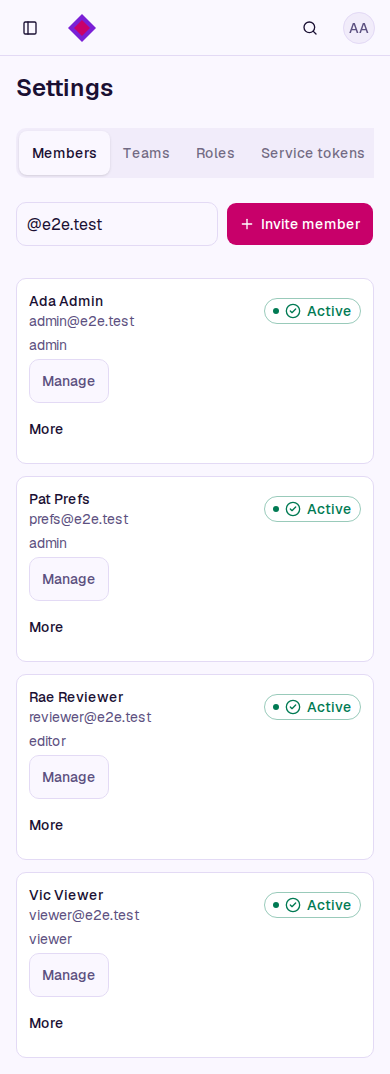 AA
Settings
Members Teams Roles Service tokens
@e2e.test
Invite member
Ada Admin
admin@e2e.test
Active
admin
Manage
More
Pat Prefs
prefs@e2e.test
Active
admin
Manage
More
Rae Reviewer
reviewer@e2e.test
Active
editor
Manage
More
Vic Viewer
viewer@e2e.test
Active
viewer
Manage
More